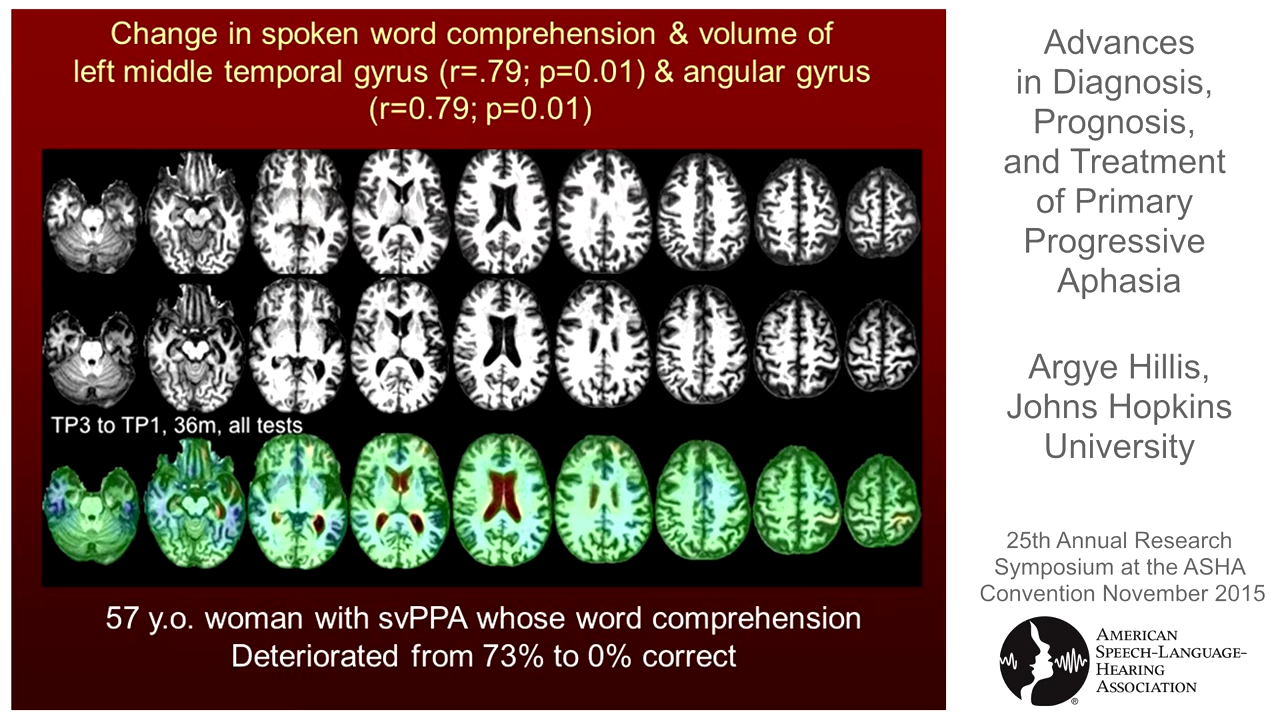 Change in spoken word comprehension & volume of
left middle temporal gyrus (r=.79; p=0.01) & angular gyrus
(r=0.79; p=0.01)
TP3 to TP1, 36m, all tests
57 y.o. woman with svPPA whose word comprehension
Deteriorated from 73% to 0% correct
Advances
in Diagnosis,
Prognosis,
and Treatment
of Primary
Progressive
Aphasia
Argye Hillis,
Johns Hopkins
University
25th Annual Research
Symposium at the ASHA
Convention November 2015
AMERICAN
SPEECH-LANGUAGE-
HEARING
ASSOCIATION
®